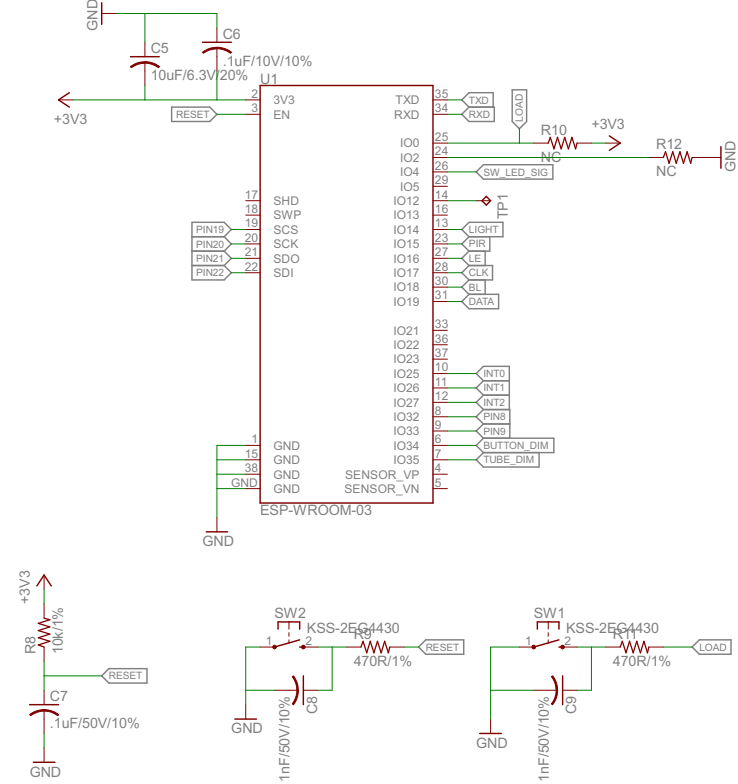 GND
C6
C5
.1uF/10V/10%
10uF/6.3V/20%
U1
+3V3
2 3V3
RESET 3 EN
TXD 35 TXD
RXD 34 RXD
LOAD
IO0 25
R10
NC
+3V3
IO2 24
R12
NC
GND
IO4 26 SW_LED_SIG
IO5 29
IO12 14
TP1
17 SHD
IO13 16
18 SWP
IO14 13 LIGHT
PIN19 19 SCS
IO15 23 PIR
PIN20 20 SCK
IO16 27 LE
PIN21 21 SDO
IO17 28 CLK
PIN22 22 SDI
IO18 30 BL
IO19 31 DATA
IO21 33
IO22 36
IO23 37
IO25 10 INT0
IO26 11 INT1
IO27 12 INT2
IO32 8 PIN8
IO33 9 PIN9
1 GND
IO34 6 BUTTON_DIM
15 GND
IO35 7 TUBE_DIM
38 GND
SENSOR_VP 4
GND GND
SENSOR_VN 5
ESP-WROOM-03
GND
+3V3
R8
10k/1%
RESET
C7
.1uF/50V/10%
GND
SW2
KSS-2EG4430
1 2
R9
470R/1%
RESET
C8
1nF/50V/10%
GND
SW1
KSS-2EG4430
1 2
R11
470R/1%
LOAD
C9
1nF/50V/10%
GND